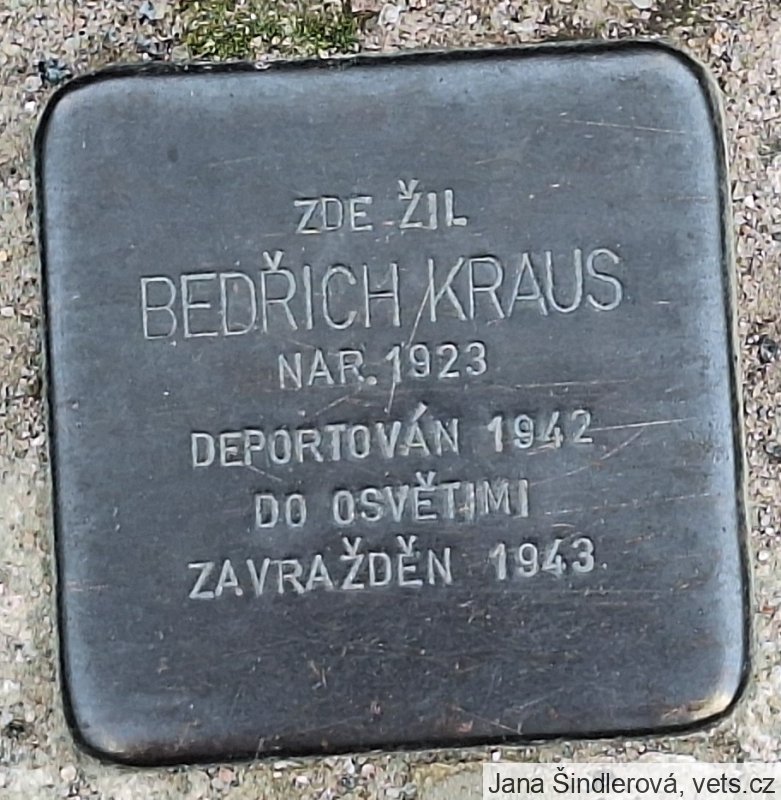 ZDE ŽIL
BEDŘICH KRAUS
NAR. 1923
DEPORTOVÁN 1942
DO OSVĚTIMI
ZAVRAŽDĚN 1943
Jana Šindlerová, vets.cz